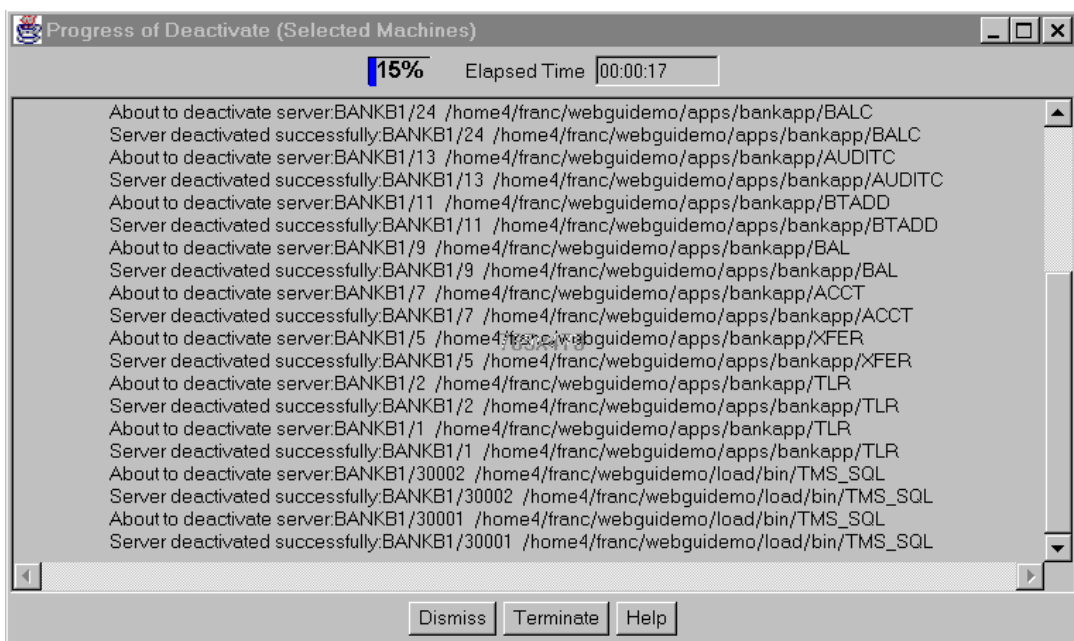 Progress of Deactivate (Selected Machines)
15% Elapsed Time 00:00:17
About to deactivate server:BANKB1/24 /home4/franc/webguidemo/apps/bankapp/BALC
Server deactivated successfully:BANKB1/24 /home4/franc/webguidemo/apps/bankapp/BALC
About to deactivate server:BANKB1/13 /home4/franc/webguidemo/apps/bankapp/AUDITC
Server deactivated successfully:BANKB1/13 /home4/franc/webguidemo/apps/bankapp/AUDITC
About to deactivate server:BANKB1/11 /home4/franc/webguidemo/apps/bankapp/BTADD
Server deactivated successfully:BANKB1/11 /home4/franc/webguidemo/apps/bankapp/BTADD
About to deactivate server:BANKB1/9 /home4/franc/webguidemo/apps/bankapp/BAL
Server deactivated successfully:BANKB1/9 /home4/franc/webguidemo/apps/bankapp/BAL
About to deactivate server:BANKB1/7 /home4/franc/webguidemo/apps/bankapp/ACCT
Server deactivated successfully:BANKB1/7 /home4/franc/webguidemo/apps/bankapp/ACCT
About to deactivate server:BANKB1/5 /home4/franc/webguidemo/apps/bankapp/XFER
Server deactivated successfully:BANKB1/5 /home4/franc/webguidemo/apps/bankapp/XFER
About to deactivate server:BANKB1/2 /home4/franc/webguidemo/apps/bankapp/TLR
Server deactivated successfully:BANKB1/2 /home4/franc/webguidemo/apps/bankapp/TLR
About to deactivate server:BANKB1/1 /home4/franc/webguidemo/apps/bankapp/TLR
Server deactivated successfully:BANKB1/1 /home4/franc/webguidemo/apps/bankapp/TLR
About to deactivate server:BANKB1/30002 /home4/franc/webguidemo/load/bin/TMS_SQL
Server deactivated successfully:BANKB1/30002 /home4/franc/webguidemo/load/bin/TMS_SQL
About to deactivate server:BANKB1/30001 /home4/franc/webguidemo/load/bin/TMS_SQL
Server deactivated successfully:BANKB1/30001 /home4/franc/webguidemo/load/bin/TMS_SQL
Dismiss Terminate Help